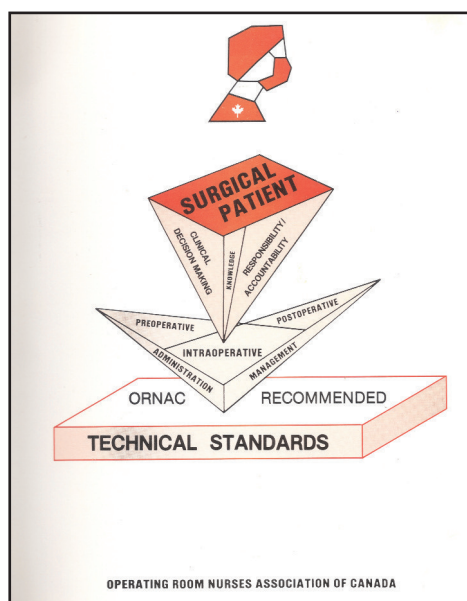 SURGICAL
PATIENT
CLINICAL
DECISION MAKING
KNOWLEDGE
RESPONSIBILITY/
ACCOUNTABILITY
PREOPERATIVE
POSTOPERATIVE
INTRAOPERATIVE
ADMINISTRATION
MANAGEMENT
ORNAC RECOMMENDED
TECHNICAL STANDARDS
OPERATING ROOM NURSES ASSOCIATION OF CANADA